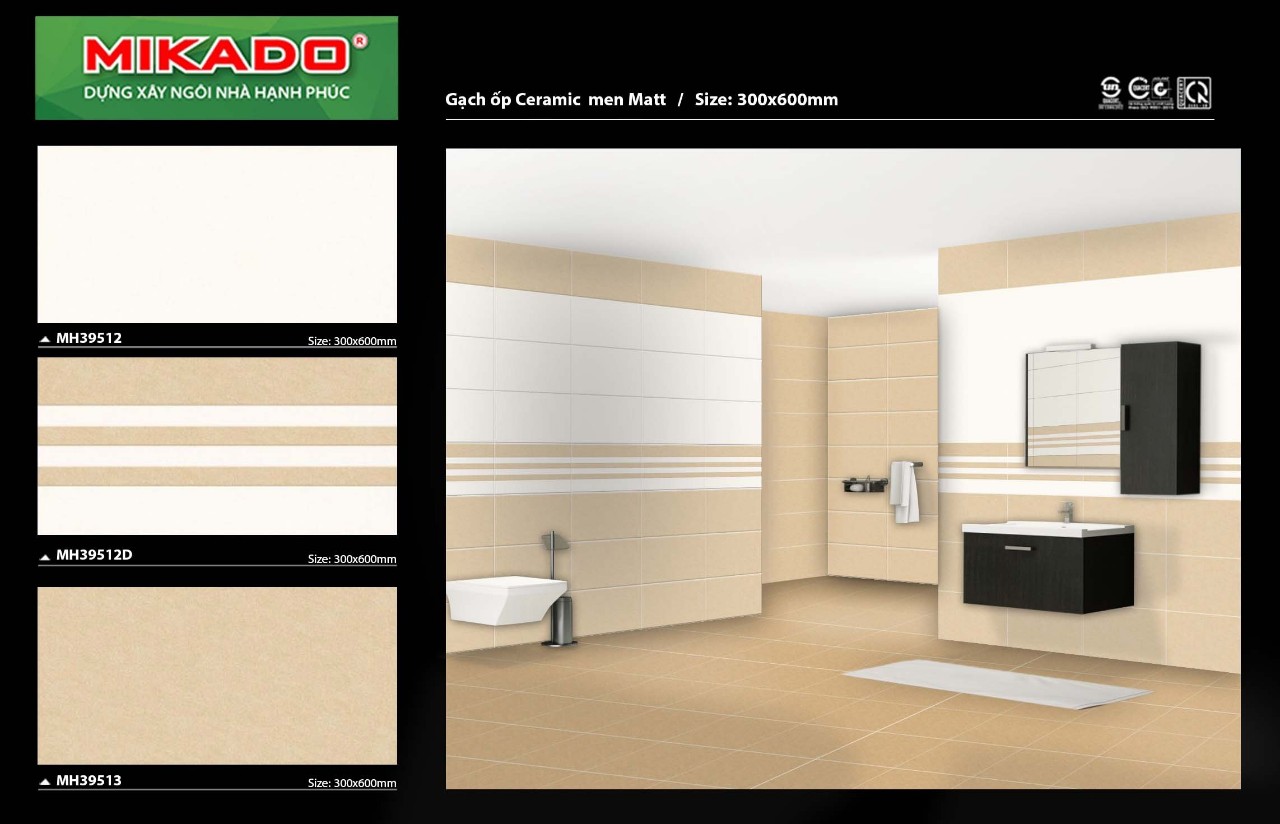 MIKADO®
DỰNG XÂY NGÔI NHÀ HẠNH PHÚC
Gạch ốp Ceramic men Matt / Size: 300x600mm
MH39512
Size: 300x600mm
MH39512D
Size: 300x600mm
MH39513
Size: 300x600mm